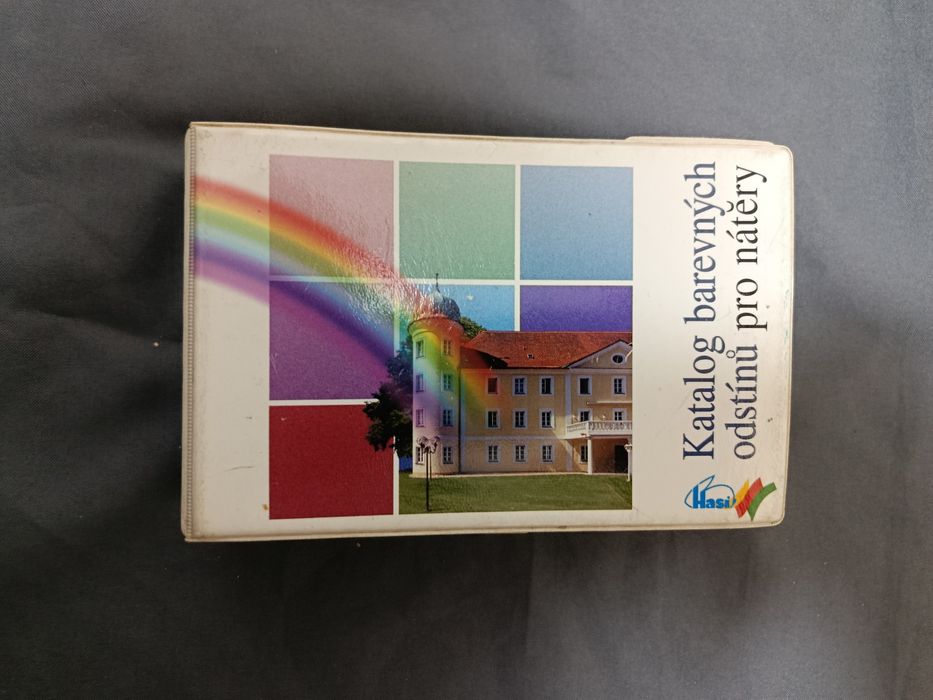 Katalog barevných
odstínů pro nátěry
Hasit